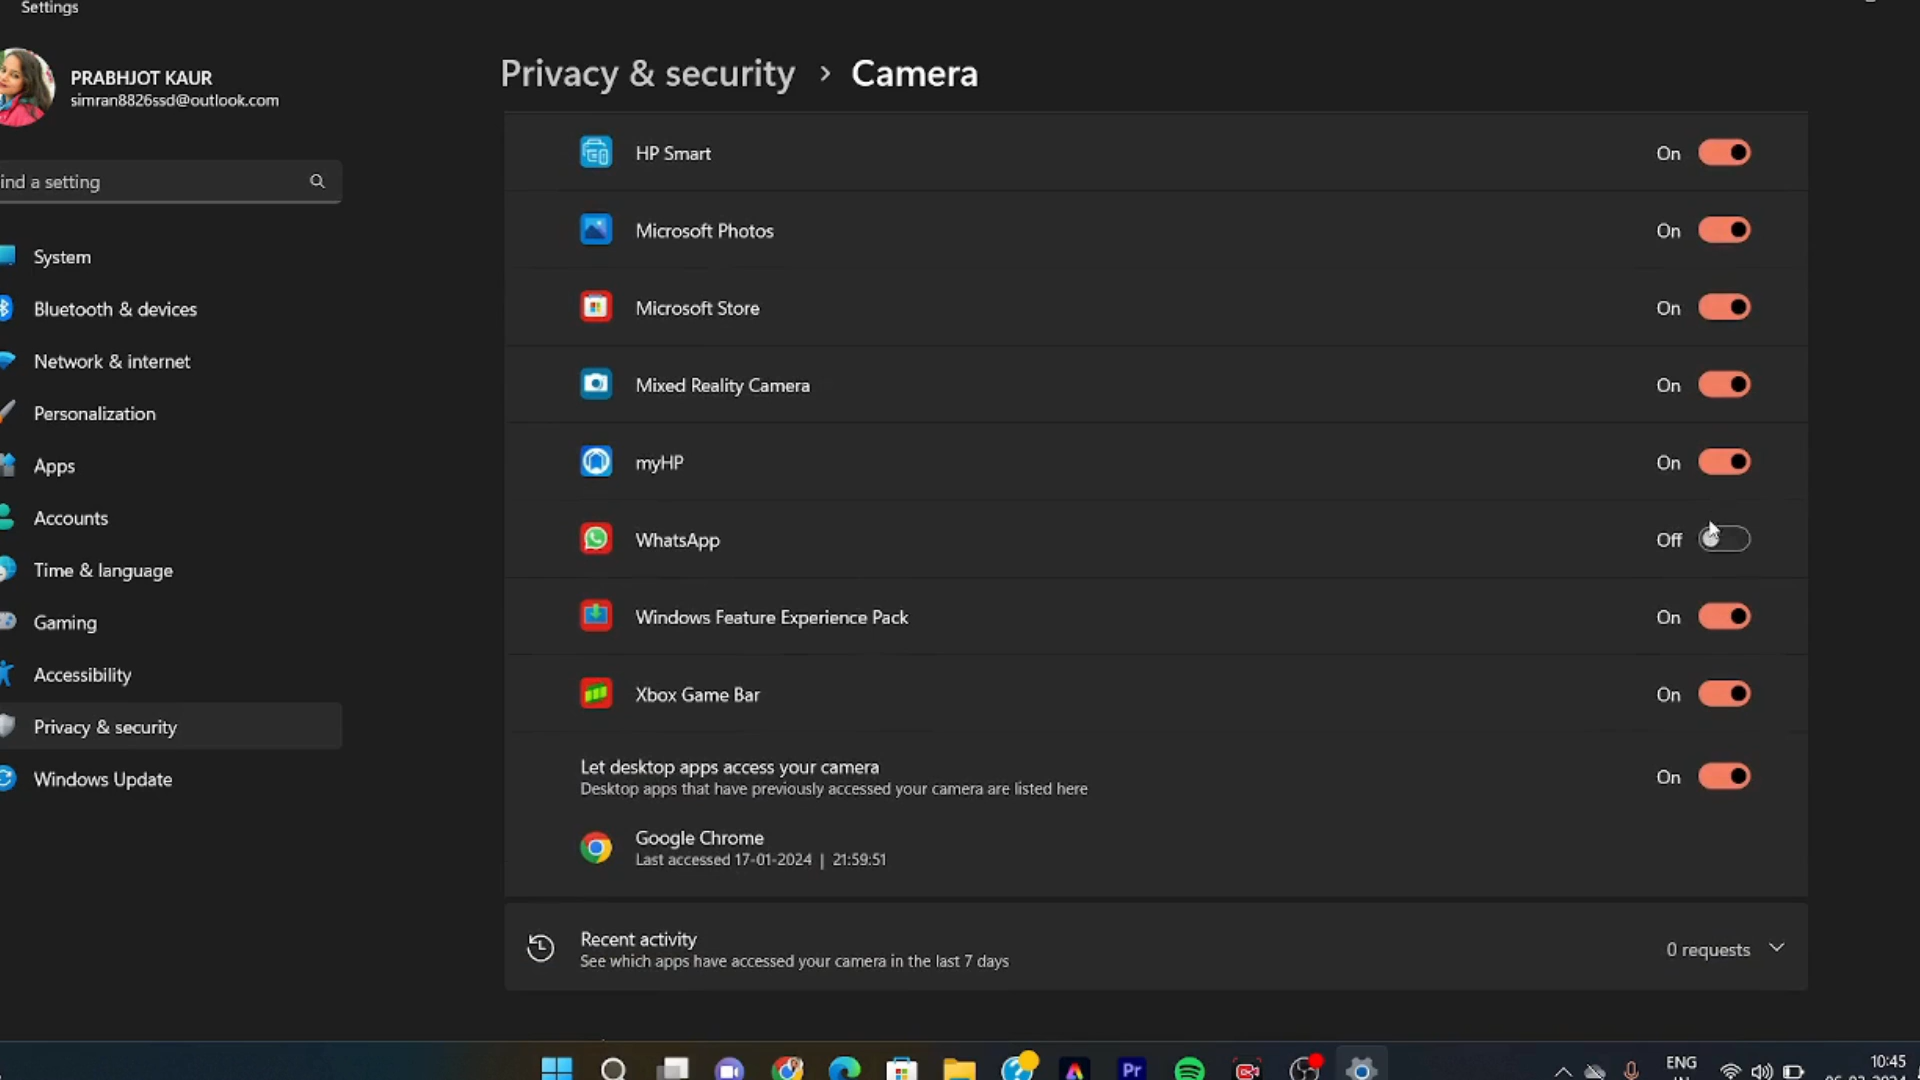 Settings
PRABHJOT KAUR
simran8826ssd@outlook.com
ind a setting
System
Bluetooth & devices
Network & internet
Personalization
Apps
Accounts
Time & language
Gaming
Accessibility
Privacy & security
Windows Update
Privacy & security > Camera
HP Smart On
Microsoft Photos On
Microsoft Store On
Mixed Reality Camera On
myHP On
WhatsApp Off
Windows Feature Experience Pack On
Xbox Game Bar On
Let desktop apps access your camera On
Desktop apps that have previously accessed your camera are listed here
Google Chrome
Last accessed 17-01-2024 | 21:59:51
Recent activity 0 requests
See which apps have accessed your camera in the last 7 days
Pr
ENG
10:45